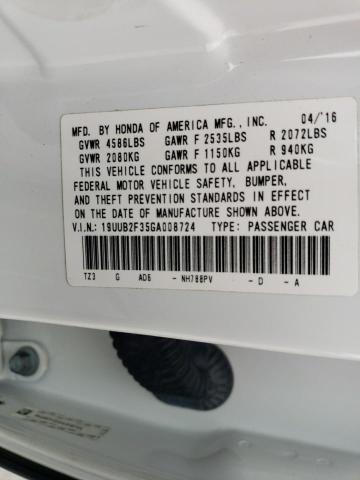 MFD. BY HONDA OF AMERICA MFG., INC. 04/'16
GVWR 4586LBS GAWR F 2535LBS R 2072LBS
GVWR 2080KG GAWR F 1150KG R 940KG
THIS VEHICLE CONFORMS TO ALL APPLICABLE
FEDERAL MOTOR VEHICLE SAFETY, BUMPER,
AND THEFT PREVENTION STANDARDS IN EFFECT
ON THE DATE OF MANUFACTURE SHOWN ABOVE.
V.I.N.: 19UUB2F35GA008724 TYPE: PASSENGER CAR
TZ3 G AD6 -NH788PV -D -A